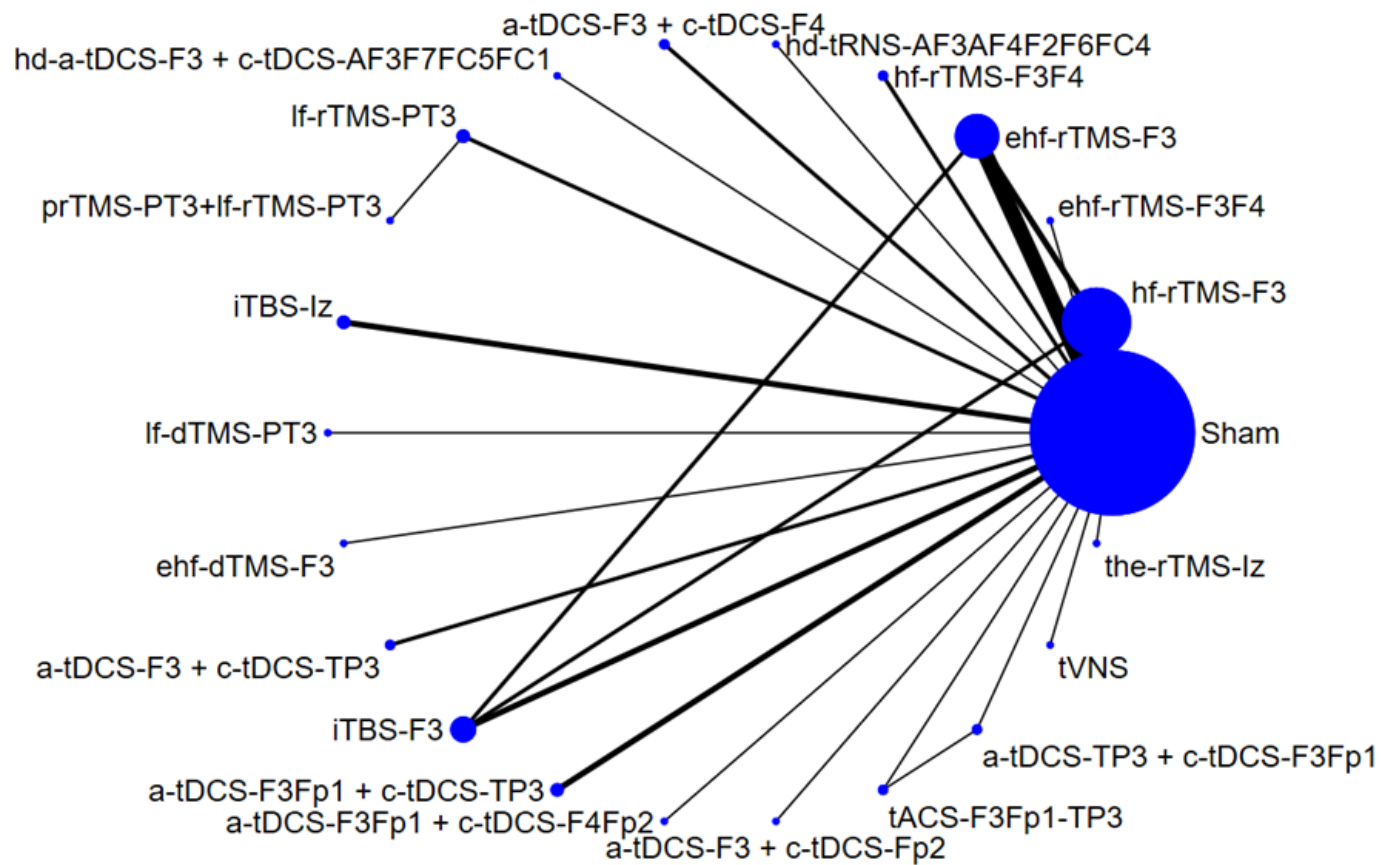 a-tDCS-F3 + c-tDCS-F4
hd-tRNS-AF3AF4F2F6FC4
hd-a-tDCS-F3 + c-tDCS-AF3F7FC5FC1
hf-rTMS-F3F4
lf-rTMS-PT3
ehf-rTMS-F3
prTMS-PT3+lf-rTMS-PT3
ehf-rTMS-F3F4
iTBS-Iz
hf-rTMS-F3
lf-dTMS-PT3
Sham
ehf-dTMS-F3
the-rTMS-Iz
a-tDCS-F3 + c-tDCS-TP3
tVNS
iTBS-F3
a-tDCS-TP3 + c-tDCS-F3Fp1
a-tDCS-F3Fp1 + c-tDCS-TP3
a-tDCS-F3Fp1 + c-tDCS-F4Fp2
tACS-F3Fp1-TP3
a-tDCS-F3 + c-tDCS-Fp2